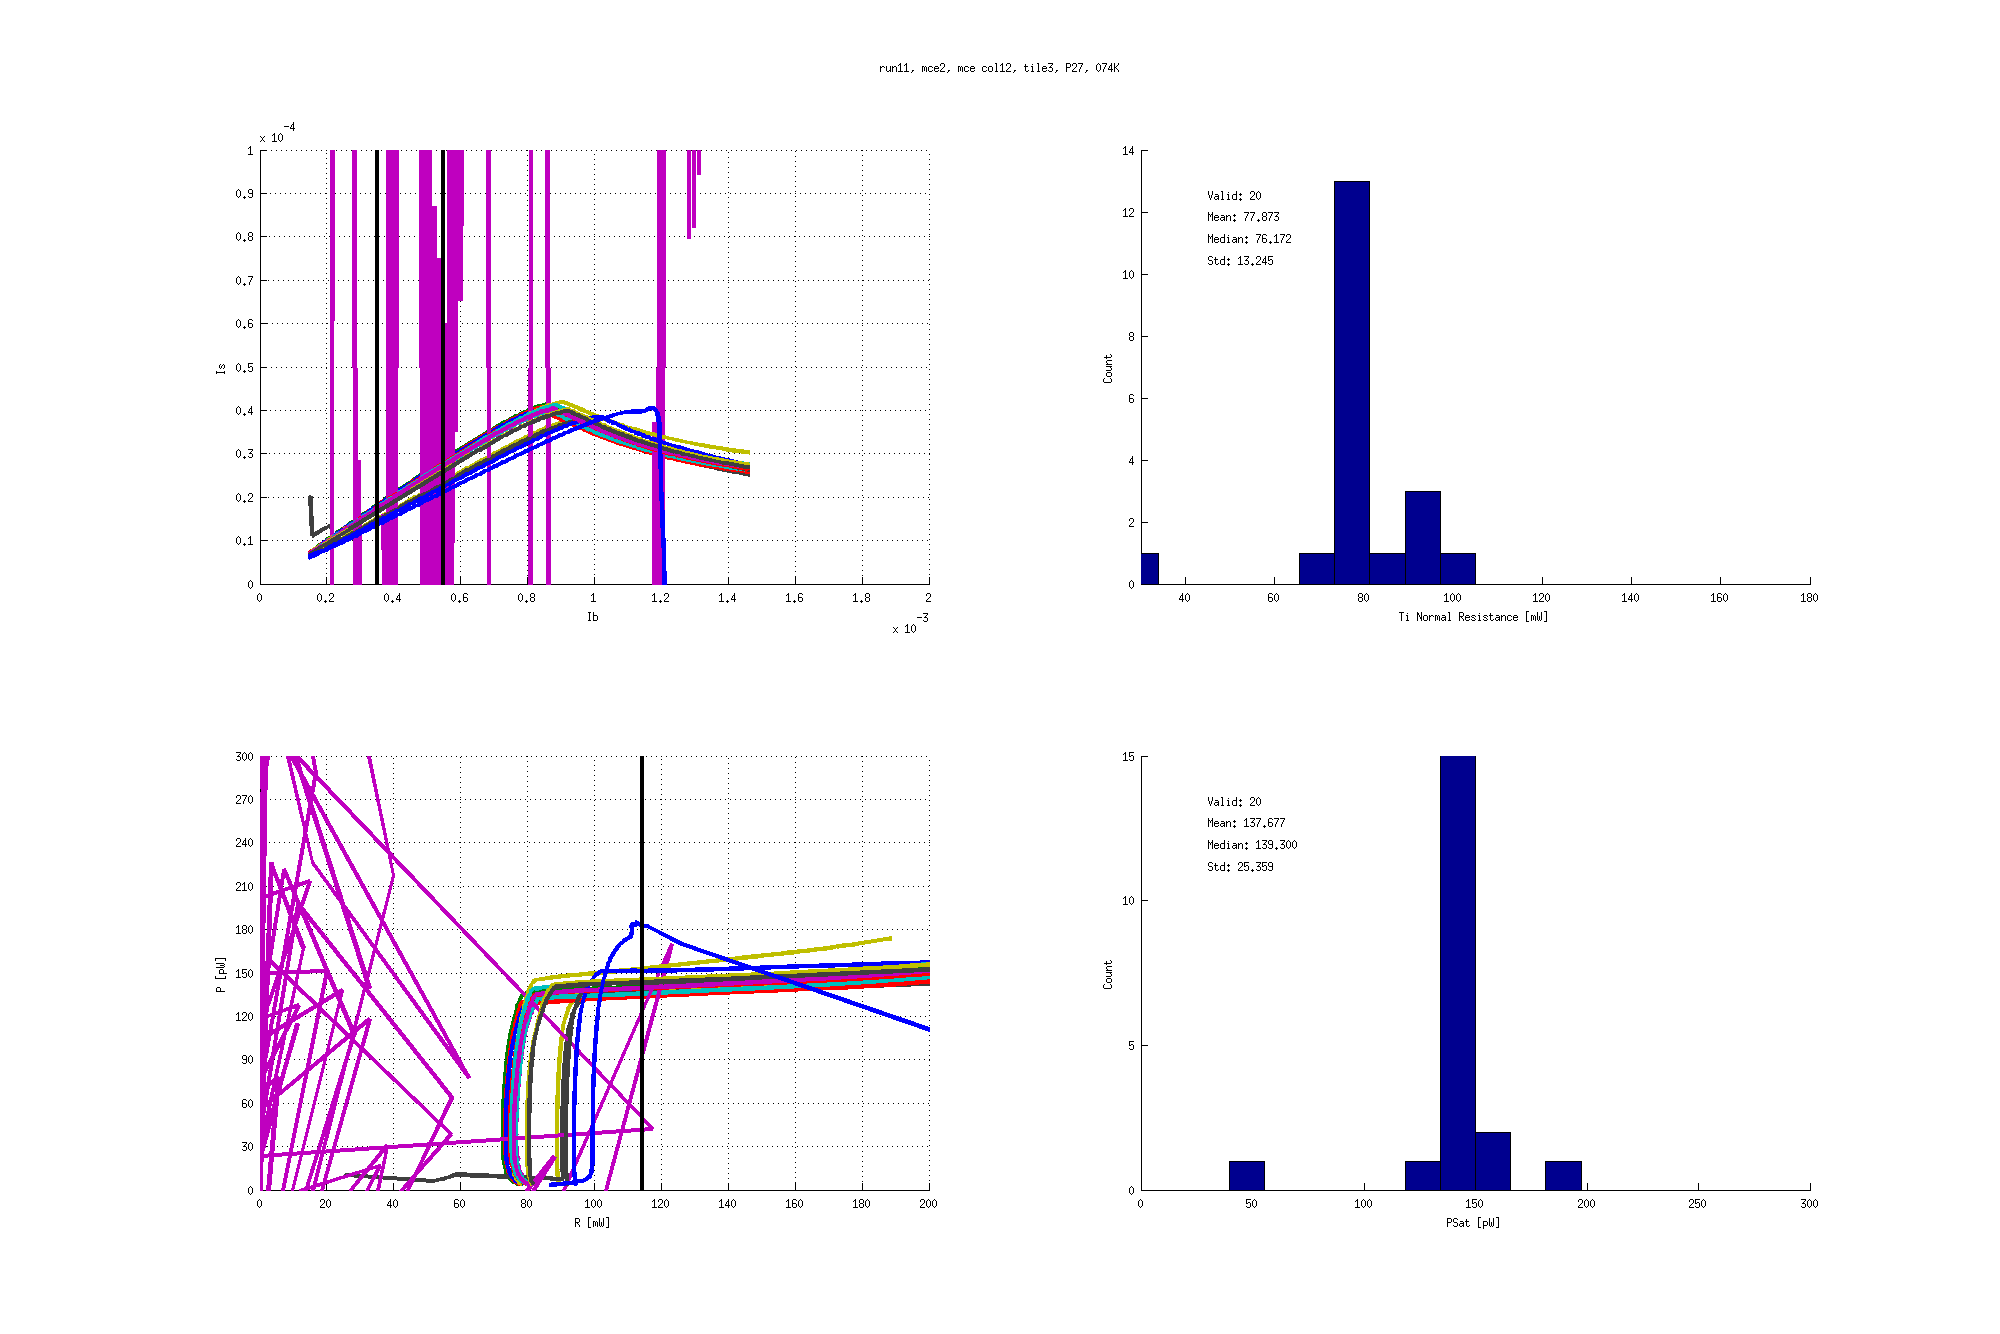 run11, mce2, mce col12, tile3, P27, 074K
x 10^-4
1
0.9
0.8
0.7
0.6
0.5
0.4
0.3
0.2
0.1
0
Is
0 0.2 0.4 0.6 0.8 1 1.2 1.4 1.6 1.8 2
Ib
x 10^-3
14
12
10
8
6
4
2
0
Count
Valid: 20
Mean: 77.873
Median: 76.172
Std: 13.245
40 60 80 100 120 140 160 180
Ti Normal Resistance [mW]
300
270
240
210
180
150
120
90
60
30
0
P [pW]
0 20 40 60 80 100 120 140 160 180 200
R [mW]
15
10
5
0
Count
Valid: 20
Mean: 137.677
Median: 139.300
Std: 25.359
0 50 100 150 200 250 300
PSat [pW]